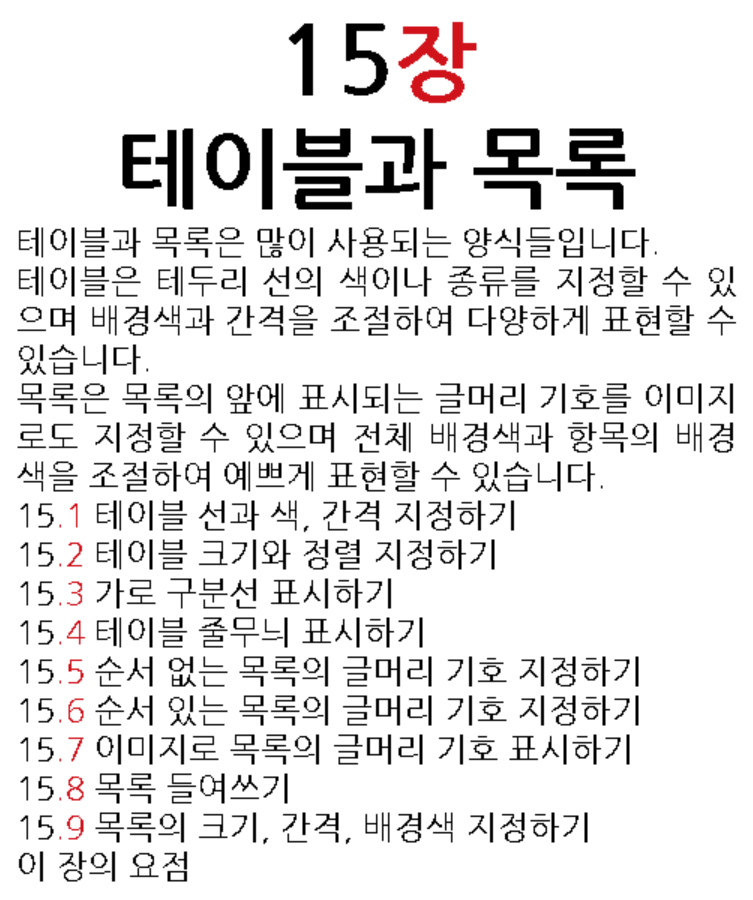 15장
테이블과 목록
테이블과 목록은 많이 사용되는 양식들입니다.
테이블은 테두리 선의 색이나 종류를 지정할 수 있
으며 배경색과 간격을 조절하여 다양하게 표현할 수
있습니다.
목록은 목록의 앞에 표시되는 글머리 기호를 이미지
로도 지정할 수 있으며 전체 배경색과 항목의 배경
색을 조절하여 예쁘게 표현할 수 있습니다.
15.1 테이블 선과 색, 간격 지정하기
15.2 테이블 크기와 정렬 지정하기
15.3 가로 구분선 표시하기
15.4 테이블 줄무늬 표시하기
15.5 순서 없는 목록의 글머리 기호 지정하기
15.6 순서 있는 목록의 글머리 기호 지정하기
15.7 이미지로 목록의 글머리 기호 표시하기
15.8 목록 들여쓰기
15.9 목록의 크기, 간격, 배경색 지정하기
이 장의 요점